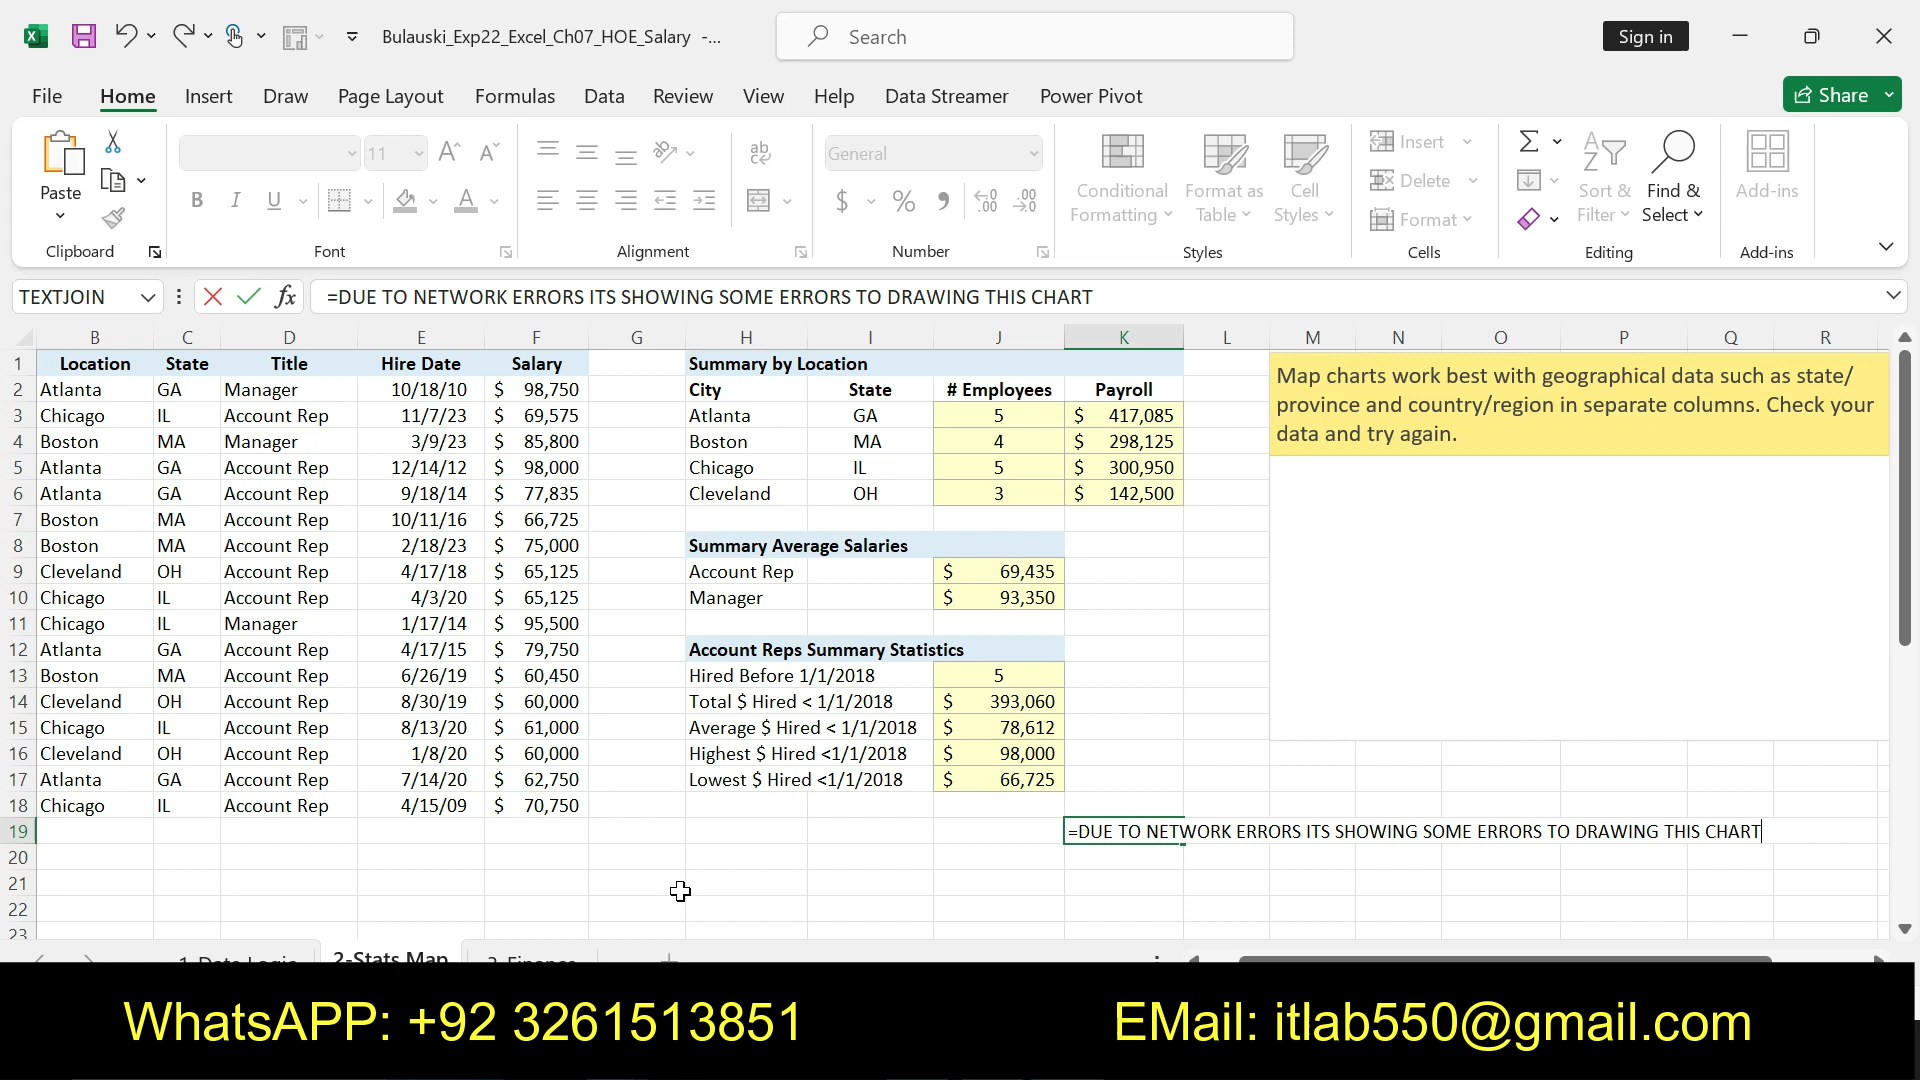 Bulauski_Exp22_Excel_Ch07_HOE_Salary -...
Search
Sign in
File Home Insert Draw Page Layout Formulas Data Review View Help Data Streamer Power Pivot
Share
Paste
Clipboard
11
B I U
Font
ab
Alignment
General
$ % ,
Number
Conditional Formatting
Format as Table
Cell Styles
Styles
Insert
Delete
Format
Cells
Sort & Filter
Find & Select
Editing
Add-ins
Add-ins
TEXTJOIN
fx
=DUE TO NETWORK ERRORS ITS SHOWING SOME ERRORS TO DRAWING THIS CHART
B C D E F G H I J K L M N O P Q R
1 Location State Title Hire Date Salary Summary by Location
2 Atlanta GA Manager 10/18/10 $ 98,750 City State # Employees Payroll
3 Chicago IL Account Rep 11/7/23 $ 69,575 Atlanta GA 5 $ 417,085
4 Boston MA Manager 3/9/23 $ 85,800 Boston MA 4 $ 298,125
5 Atlanta GA Account Rep 12/14/12 $ 98,000 Chicago IL 5 $ 300,950
6 Atlanta GA Account Rep 9/18/14 $ 77,835 Cleveland OH 3 $ 142,500
7 Boston MA Account Rep 10/11/16 $ 66,725
8 Boston MA Account Rep 2/18/23 $ 75,000 Summary Average Salaries
9 Cleveland OH Account Rep 4/17/18 $ 65,125 Account Rep $ 69,435
10 Chicago IL Account Rep 4/3/20 $ 65,125 Manager $ 93,350
11 Chicago IL Manager 1/17/14 $ 95,500
12 Atlanta GA Account Rep 4/17/15 $ 79,750 Account Reps Summary Statistics
13 Boston MA Account Rep 6/26/19 $ 60,450 Hired Before 1/1/2018 5
14 Cleveland OH Account Rep 8/30/19 $ 60,000 Total $ Hired < 1/1/2018 $ 393,060
15 Chicago IL Account Rep 8/13/20 $ 61,000 Average $ Hired < 1/1/2018 $ 78,612
16 Cleveland OH Account Rep 1/8/20 $ 60,000 Highest $ Hired <1/1/2018 $ 98,000
17 Atlanta GA Account Rep 7/14/20 $ 62,750 Lowest $ Hired <1/1/2018 $ 66,725
18 Chicago IL Account Rep 4/15/09 $ 70,750
19 =DUE TO NETWORK ERRORS ITS SHOWING SOME ERRORS TO DRAWING THIS CHART
20
21
22
23
Map charts work best with geographical data such as state/
province and country/region in separate columns. Check your
data and try again.
2-Stats Map
WhatsAPP: +92 3261513851
EMail: itlab550@gmail.com